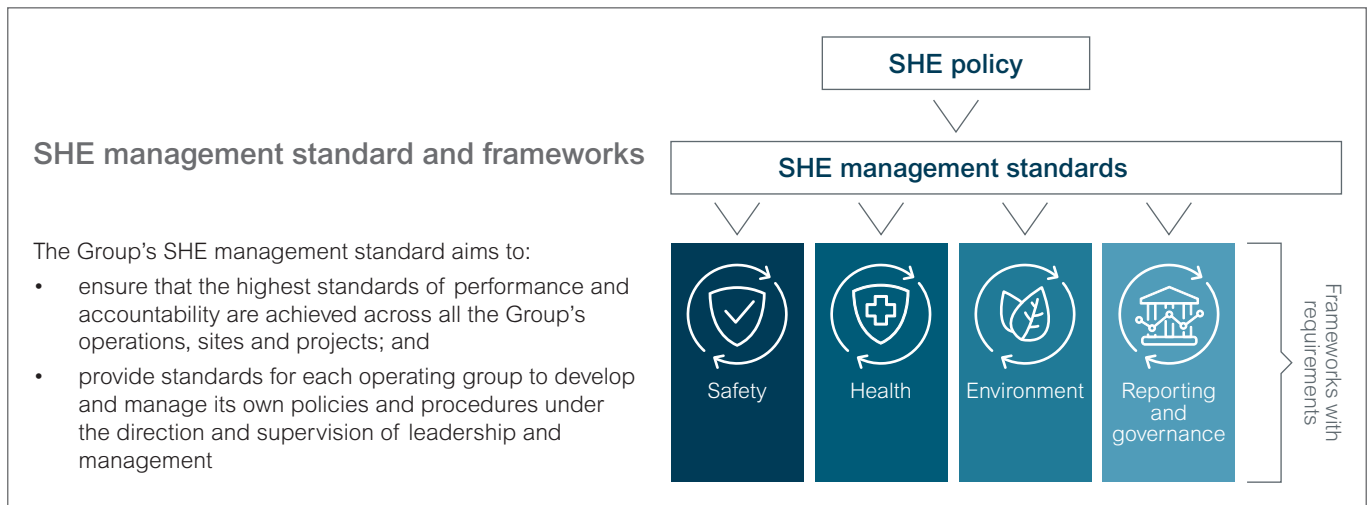 SHE management standard and frameworks
The Group's SHE management standard aims to:
• ensure that the highest standards of performance and
accountability are achieved across all the Group's
operations, sites and projects; and
• provide standards for each operating group to develop
and manage its own policies and procedures under
the direction and supervision of leadership and
management
SHE policy
SHE management standards
Safety
Health
Environment
Reporting
and
governance
Frameworks with
requirements